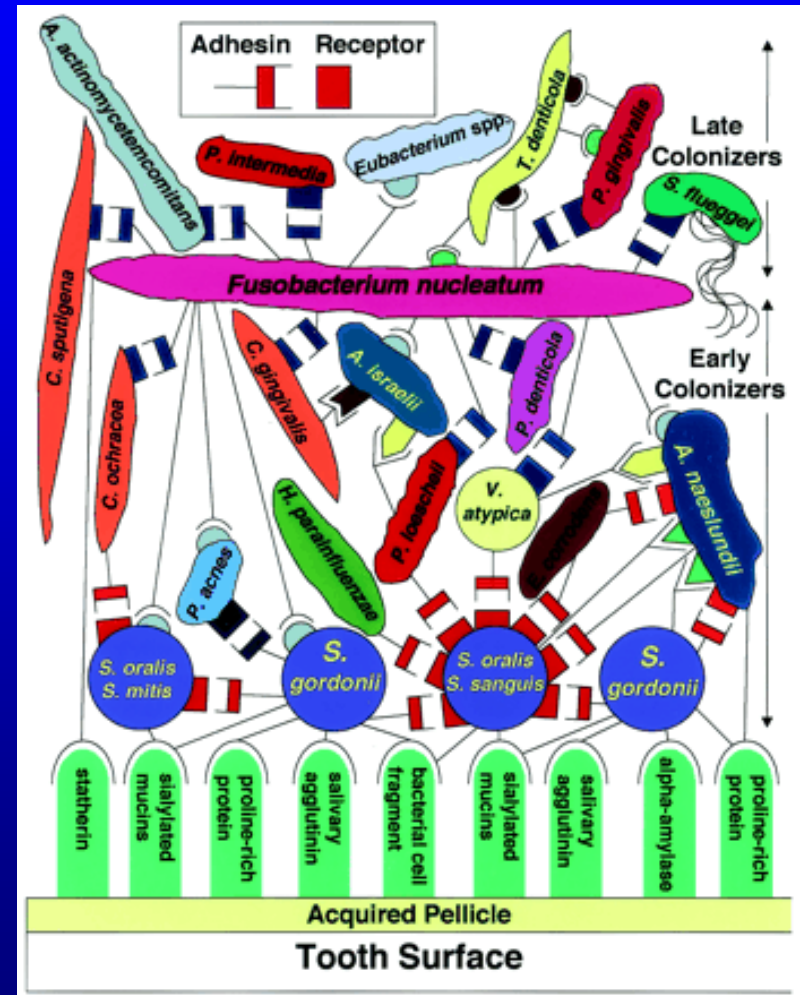 A. actinomycetemcomitans
Adhesin Receptor
P. intermedia
Eubacterium spp.
T. denticola
P. gingivalis
Late
Colonizers
S. flueggei
Fusobacterium nucleatum
C. sputigena
C. ochracea
C. gingivalis
A. israelii
P. denticola
Early
Colonizers
A. naeslundii
H. parainfluenzae
P. loescheii
V.
atypica
E. corrodens
P. acnes
S. oralis
S. mitis
S.
gordonii
S. oralis
S. sanguis
S.
gordonii
statherin
sialylated
mucins
proline-rich
protein
salivary
agglutinin
bacterial cell
fragment
sialylated
mucins
salivary
agglutinin
alpha-amylase
proline-rich
protein
Acquired Pellicle
Tooth Surface